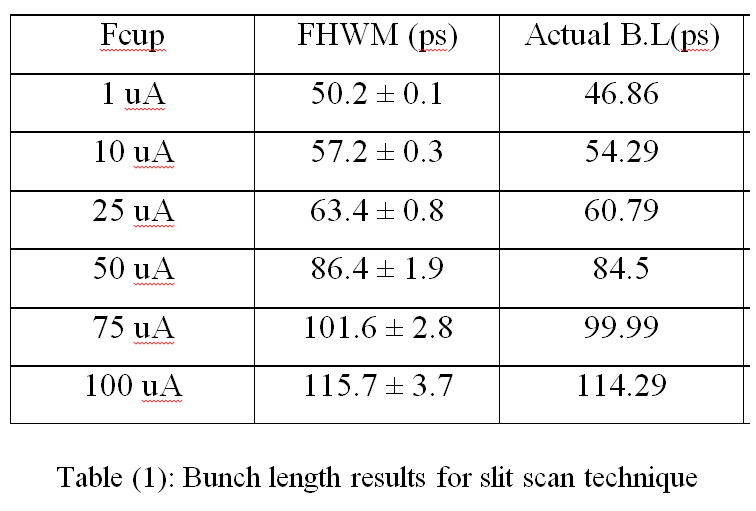 Fcup FHWM (ps) Actual B.L(ps)
1 uA 50.2 ± 0.1 46.86
10 uA 57.2 ± 0.3 54.29
25 uA 63.4 ± 0.8 60.79
50 uA 86.4 ± 1.9 84.5
75 uA 101.6 ± 2.8 99.99
100 uA 115.7 ± 3.7 114.29
Table (1): Bunch length results for slit scan technique